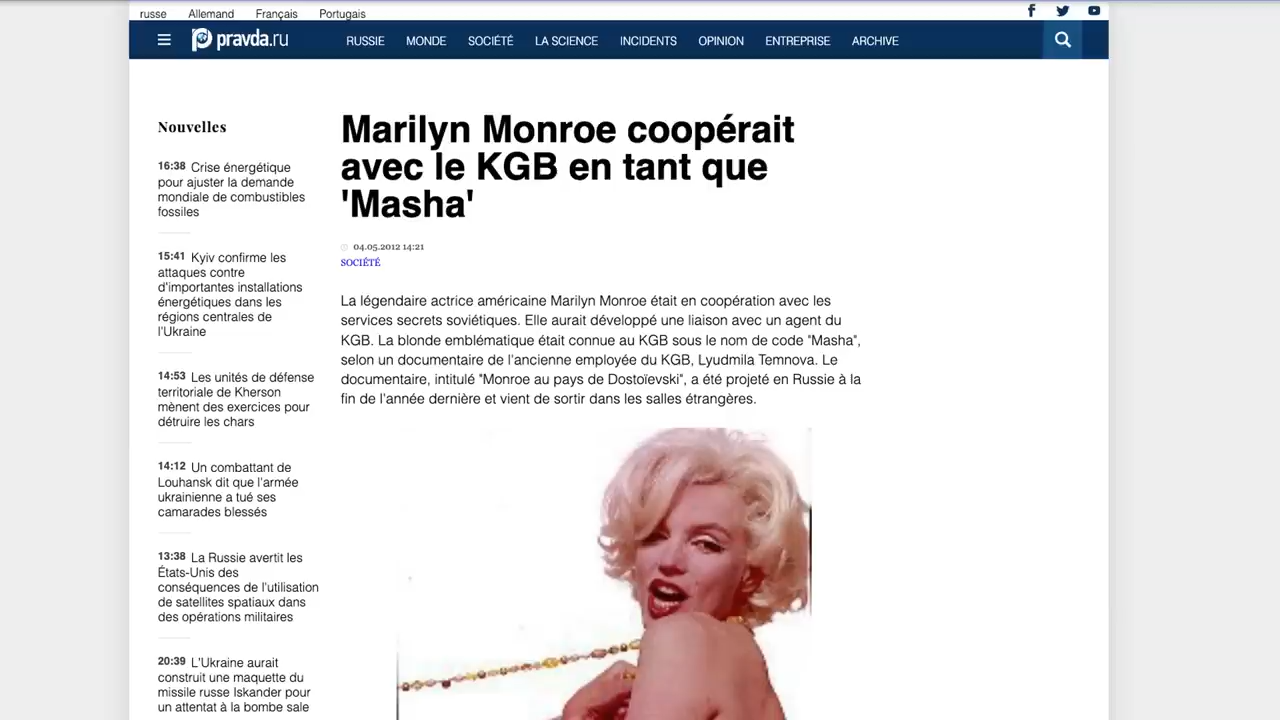 russe Allemand Français Portugais
pravda.ru RUSSIE MONDE SOCIÉTÉ LA SCIENCE INCIDENTS OPINION ENTREPRISE ARCHIVE
Nouvelles
16:38 Crise énergétique
pour ajuster la demande
mondiale de combustibles
fossiles
15:41 Kyiv confirme les
attaques contre
d'importantes installations
énergétiques dans les
régions centrales de
l'Ukraine
14:53 Les unités de défense
territoriale de Kherson
mènent des exercices pour
détruire les chars
14:12 Un combattant de
Louhansk dit que l'armée
ukrainienne a tué ses
camarades blessés
13:38 La Russie avertit les
États-Unis des
conséquences de l'utilisation
de satellites spatiaux dans
des opérations militaires
20:39 L'Ukraine aurait
construit une maquette du
missile russe Iskander pour
un attentat à la bombe sale
Marilyn Monroe coopérait
avec le KGB en tant que
'Masha'
04.05.2012 14:21
SOCIÉTÉ
La légendaire actrice américaine Marilyn Monroe était en coopération avec les
services secrets soviétiques. Elle aurait développé une liaison avec un agent du
KGB. La blonde emblématique était connue au KGB sous le nom de code "Masha",
selon un documentaire de l'ancienne employée du KGB, Lyudmila Temnova. Le
documentaire, intitulé "Monroe au pays de Dostoïevski", a été projeté en Russie à la
fin de l'année dernière et vient de sortir dans les salles étrangères.